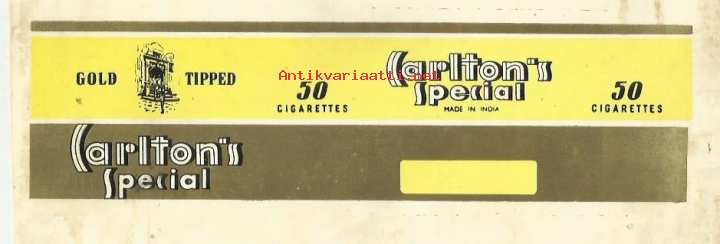 GOLD TIPPED
50
CIGARETTES
Antikvariaatti.net
Carlton's
Special
MADE IN INDIA
50
CIGARETTES
Carlton's
Special